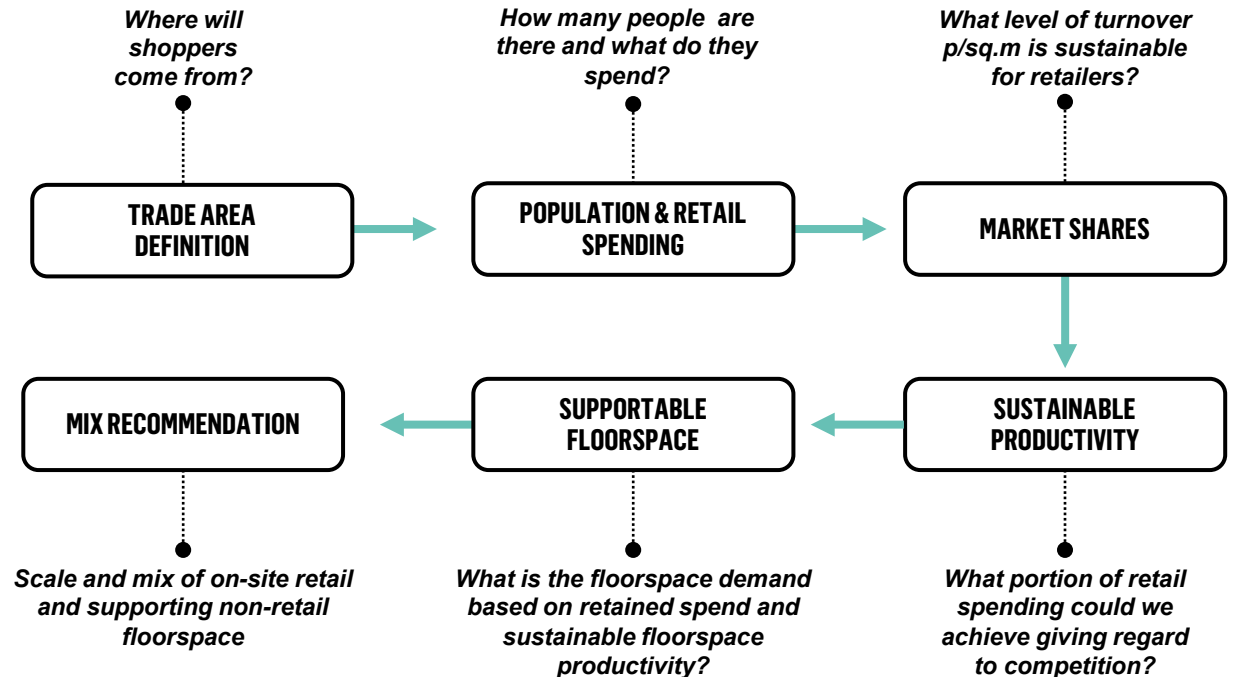 Where will
shoppers
come from?
How many people are
there and what do they
spend?
What level of turnover
p/sq.m is sustainable
for retailers?
TRADE AREA
DEFINITION
POPULATION & RETAIL
SPENDING
MARKET SHARES
MIX RECOMMENDATION
SUPPORTABLE
FLOORSPACE
SUSTAINABLE
PRODUCTIVITY
Scale and mix of on-site retail
and supporting non-retail
floorspace
What is the floorspace demand
based on retained spend and
sustainable floorspace
productivity?
What portion of retail
spending could we
achieve giving regard
to competition?